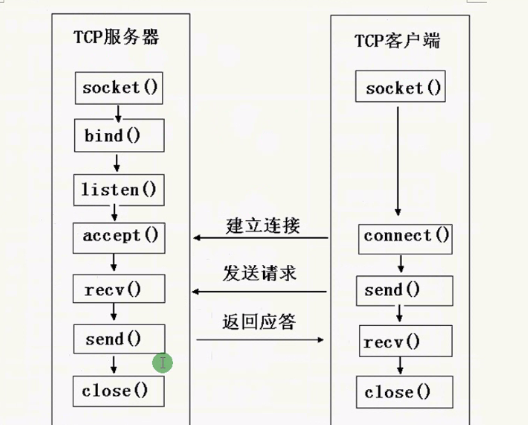 TCP服务器
socket()
bind()
listen()
accept()
recv()
send()
close()
建立连接
发送请求
返回应答
TCP客户端
socket()
connect()
send()
recv()
close()